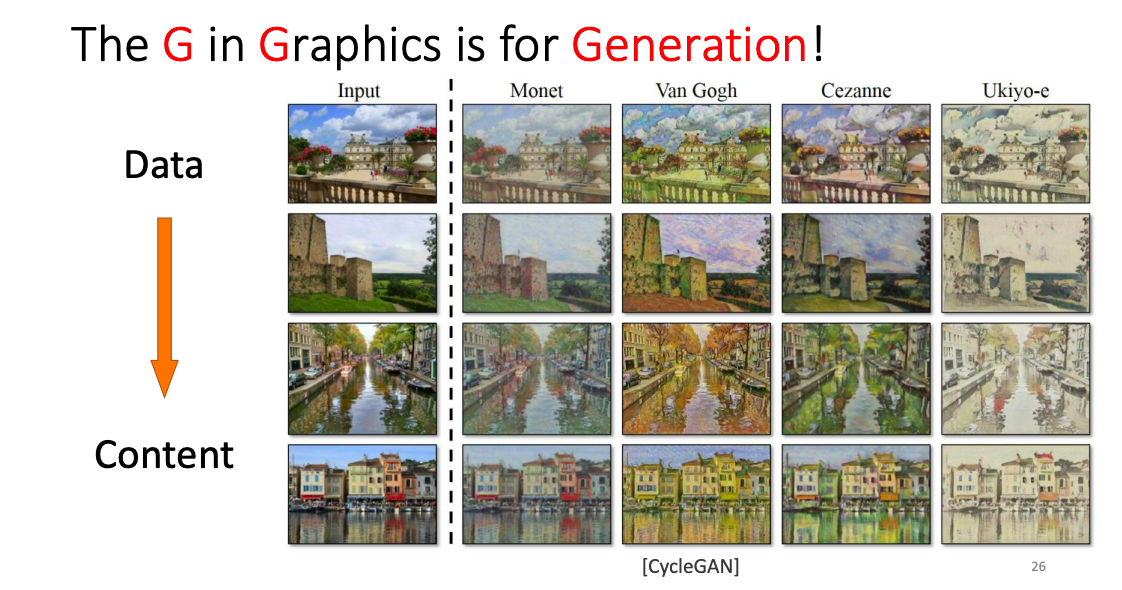 The G in Graphics is for Generation!
Input Monet Van Gogh Cezanne Ukiyo-e
Data
Content
[CycleGAN]
26